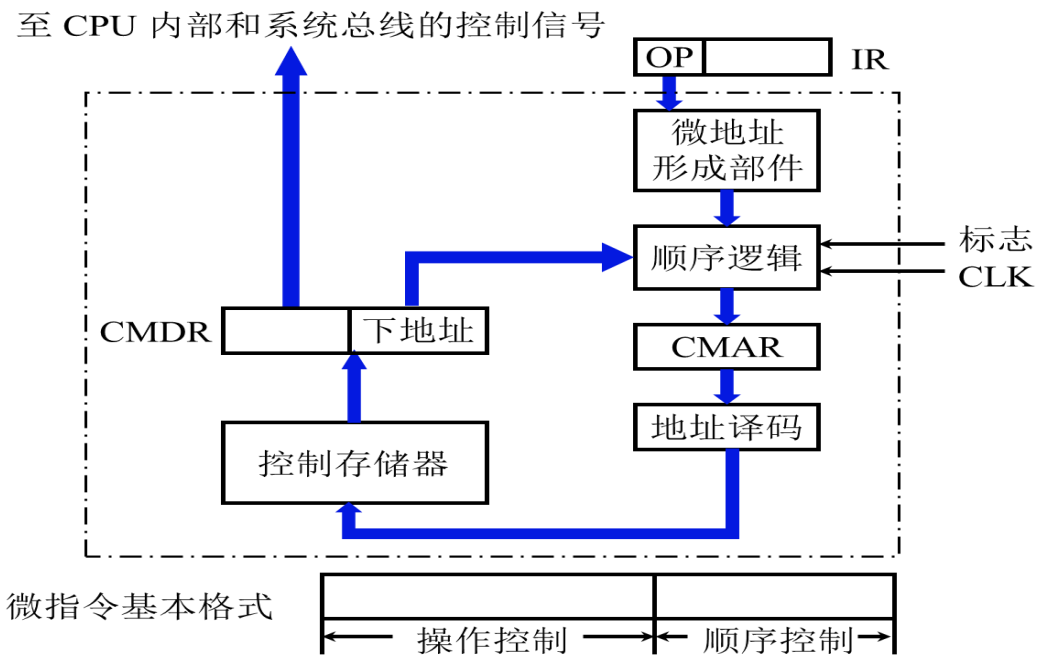 至 CPU 内部和系统总线的控制信号
OP
IR
微地址
形成部件
顺序逻辑
标志
CLK
CMDR
下地址
CMAR
地址译码
控制存储器
微指令基本格式
操作控制
顺序控制